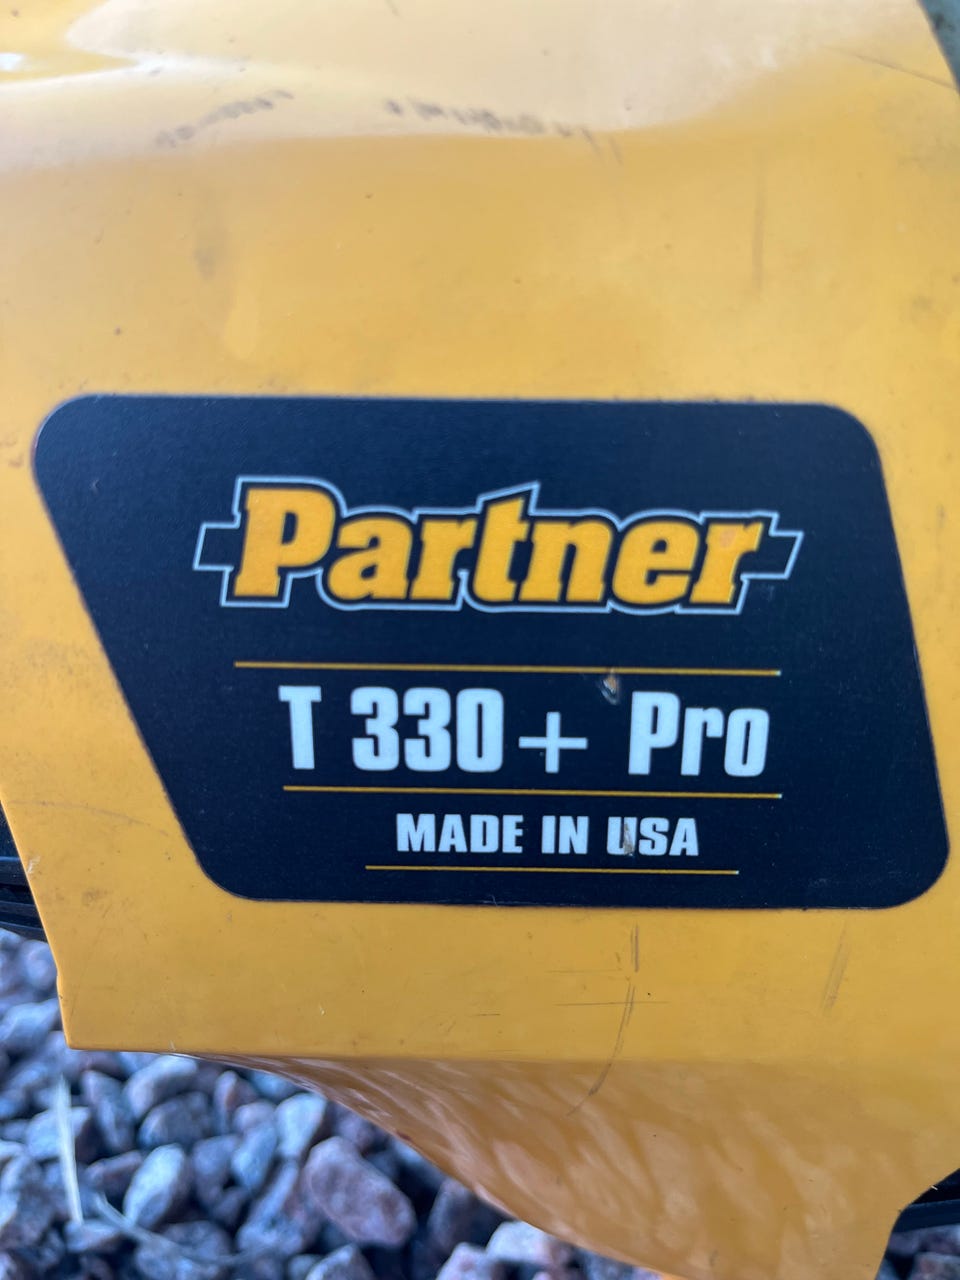 Partner
T 330+ Pro
MADE IN USA